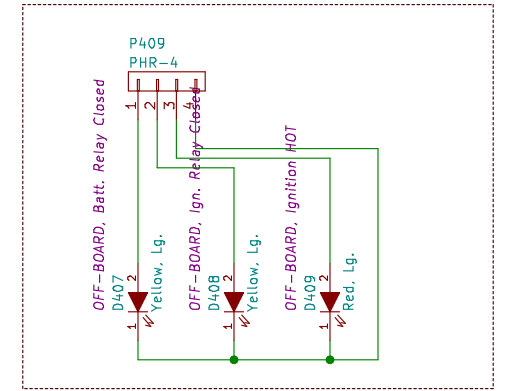 P409
PHR-4
1
2
3
4
OFF-BOARD, Batt. Relay Closed
D407
2
1
Yellow, Lg.
OFF-BOARD, Ign. Relay Closed
D408
2
1
Yellow, Lg.
OFF-BOARD, Ignition HOT
D409
2
1
Red, Lg.